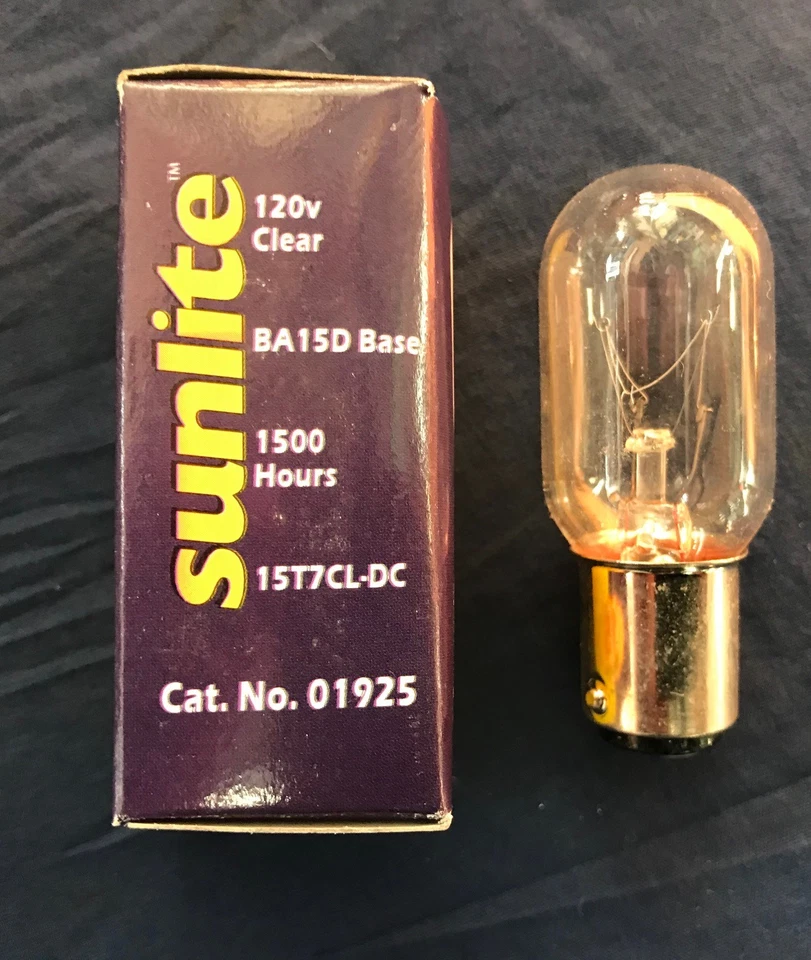 sunlite™
120v
Clear
BA15D Base
1500
Hours
15T7CL-DC
Cat. No. 01925